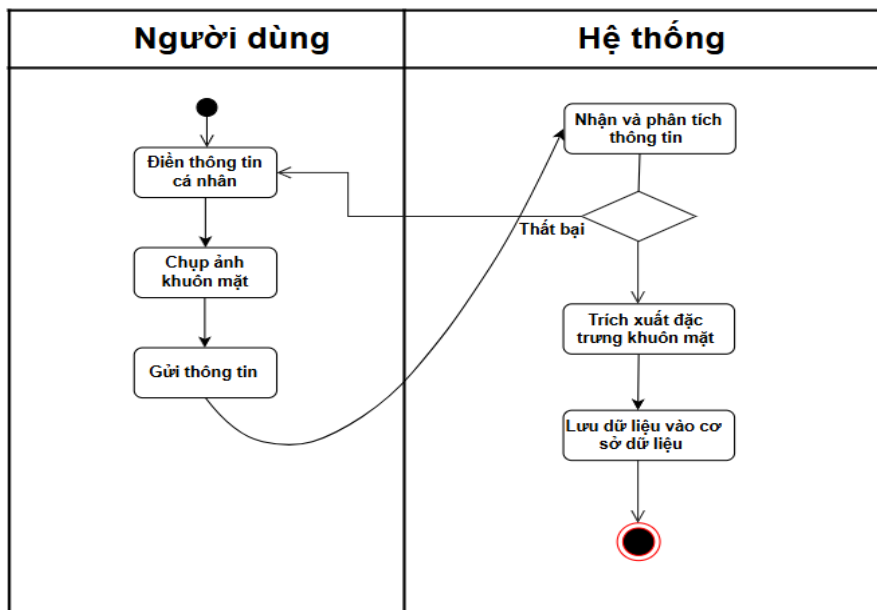 Người dùng
Hệ thống
Điền thông tin
cá nhân
Chụp ảnh
khuôn mặt
Gửi thông tin
Nhận và phân tích
thông tin
Thất bại
Trích xuất đặc
trưng khuôn mặt
Lưu dữ liệu vào cơ
sở dữ liệu